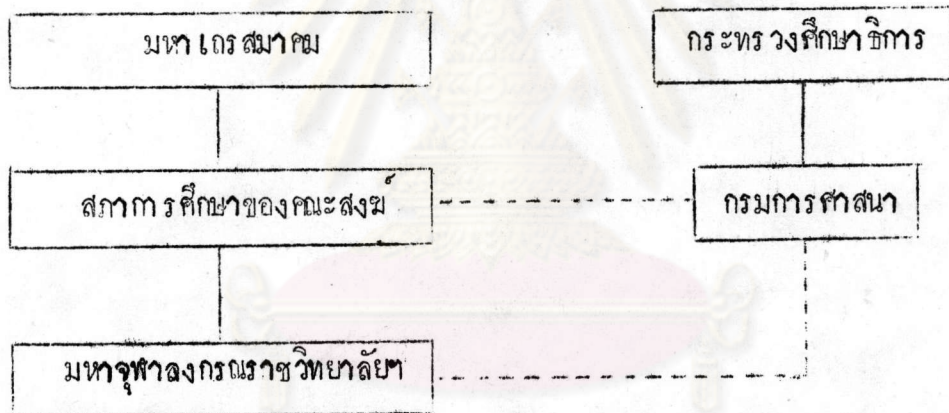 มหาเถรสมาคม
กระทรวงศึกษาธิการ
สภาการศึกษาของคณะสงฆ์
กรมการศาสนา
มหาจุฬาลงกรณราชวิทยาลัยฯ